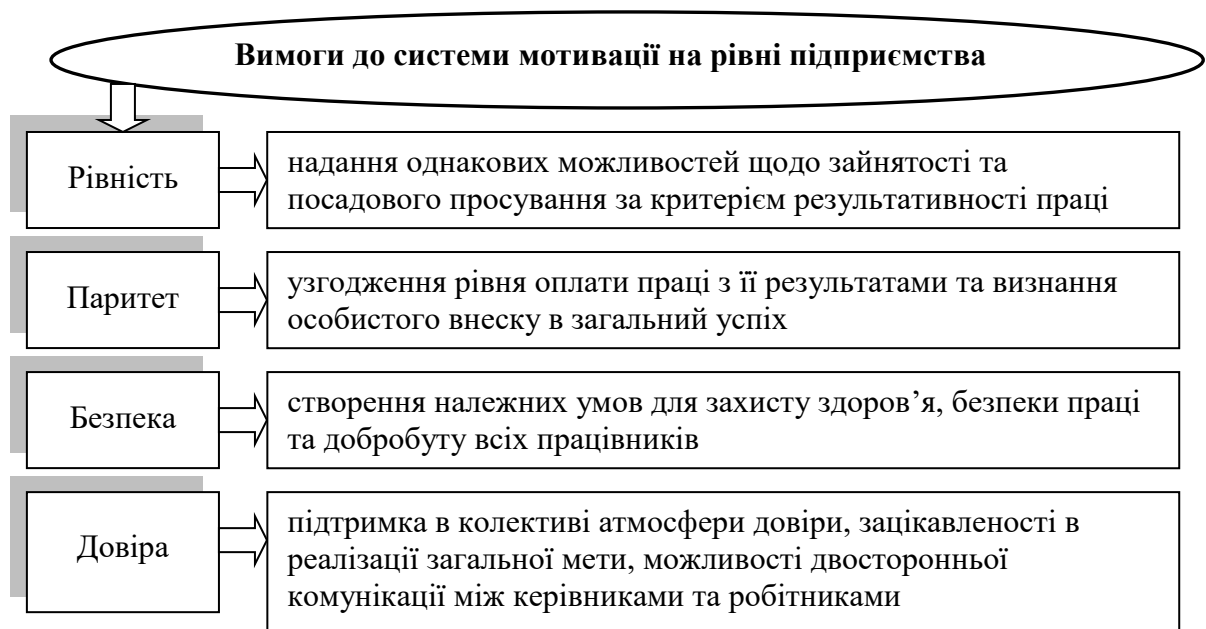 Вимоги до системи мотивації на рівні підприємства
Рівність
надання однакових можливостей щодо зайнятості та
посадового просування за критерієм результативності праці
Паритет
узгодження рівня оплати праці з її результатами та визнання
особистого внеску в загальний успіх
Безпека
створення належних умов для захисту здоров’я, безпеки праці
та добробуту всіх працівників
Довіра
підтримка в колективі атмосфери довіри, зацікавленості в
реалізації загальної мети, можливості двосторонньої
комунікації між керівниками та робітниками